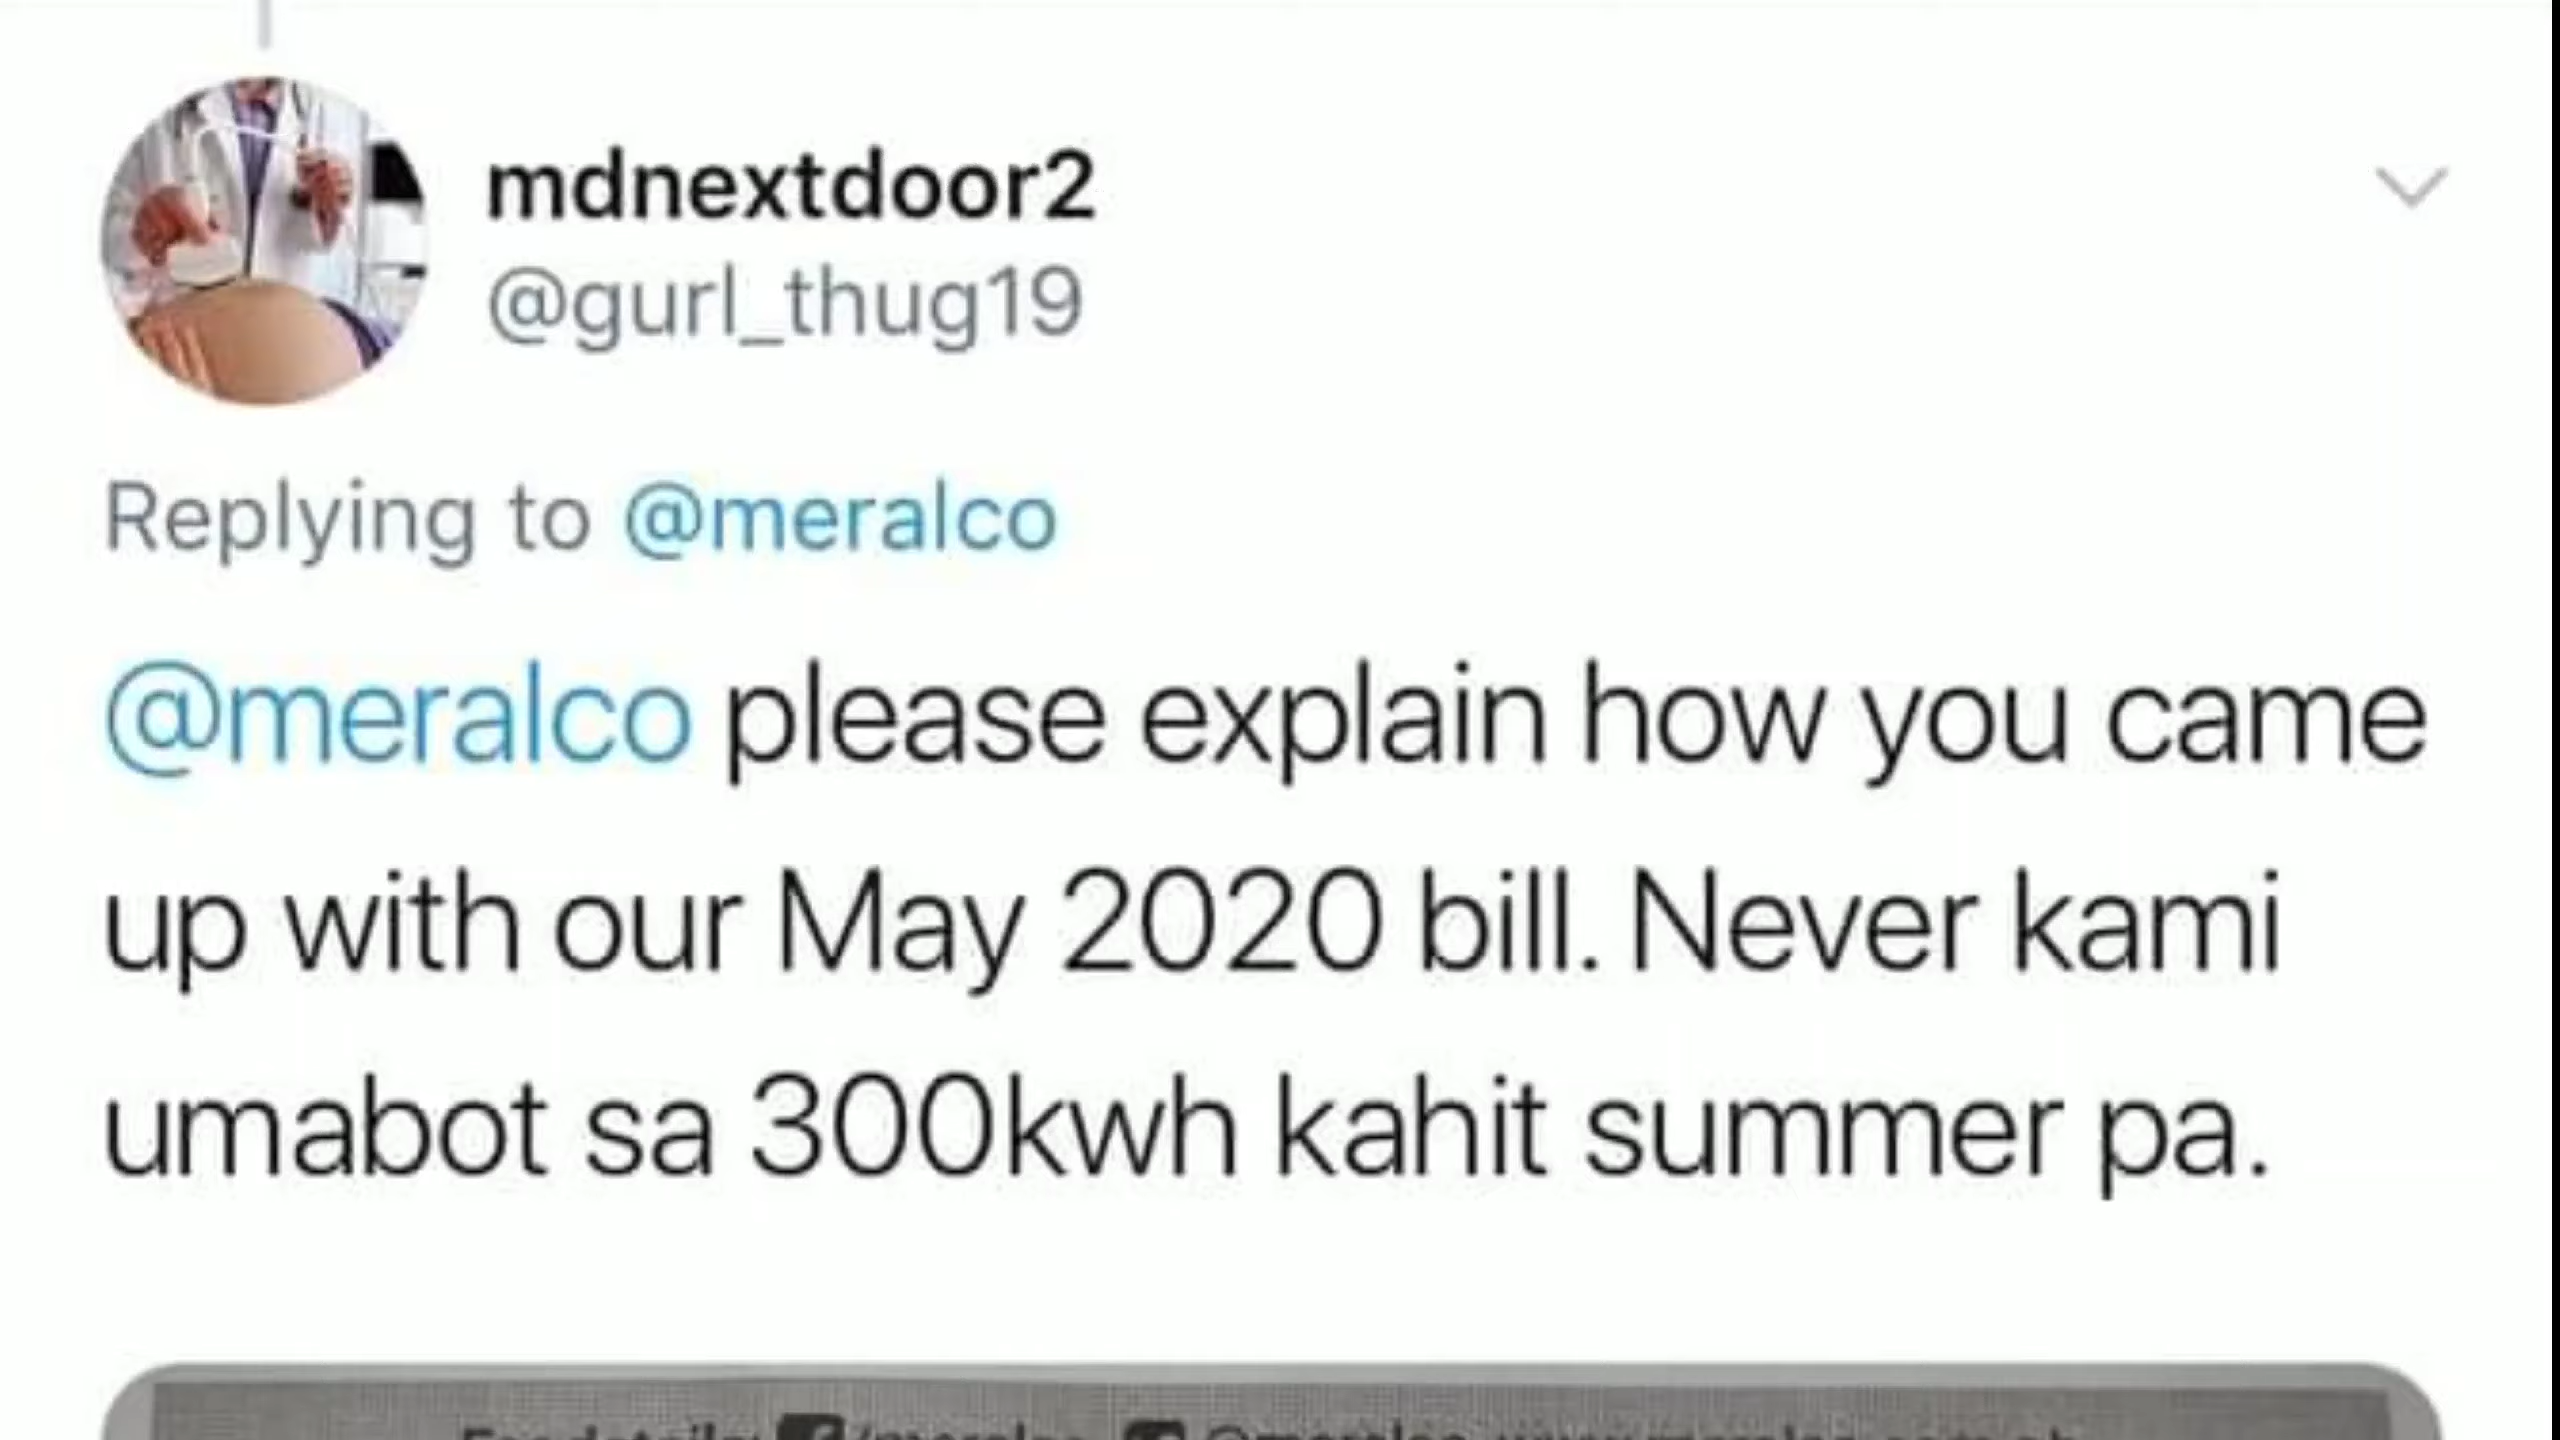 mdnextdoor2
@gurl_thug19
Replying to @meralco
@meralco please explain how you came
up with our May 2020 bill. Never kami
umabot sa 300kwh kahit summer pa.